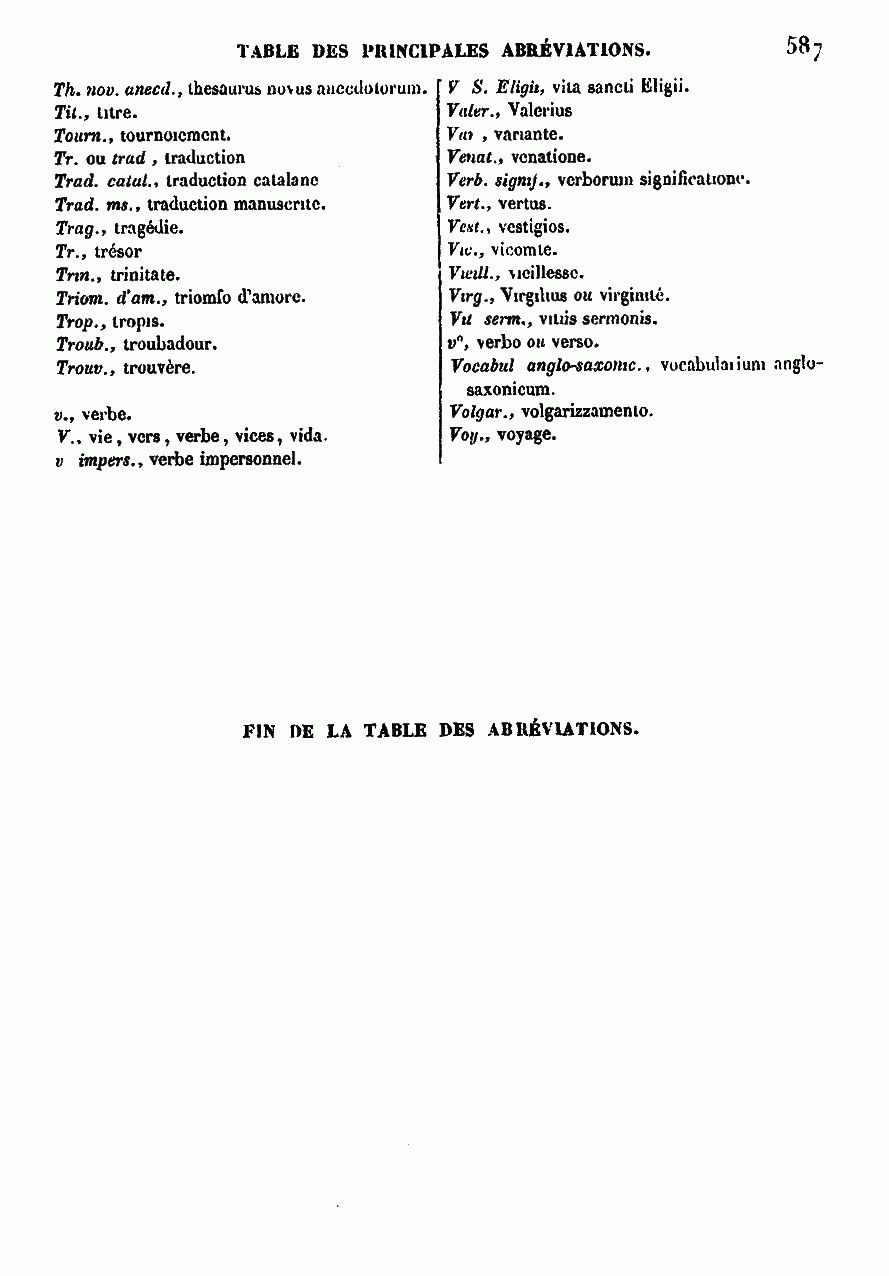 TABLE DES PRINCIPALES ABRÉVIATIONS. 587
Th. nov. anecd., thesaurus novus anecdotorum.
Tit., titre.
Tourn., tournoiement.
Tr. ou trad , traduction
Trad. catal., traduction catalane
Trad. ms., traduction manuscrite.
Trag., tragédie.
Tr., trésor
Trin., trinitate.
Triom. d'am., triomfo d'amore.
Trop., tropis.
Troub., troubadour.
Trouv., trouvère.
v., verbe.
V., vie, vers, verbe, vices, vida.
v impers., verbe impersonnel.
V S. Eligii, vita sancti Eligii.
Valer., Valerius
Var , variante.
Venat., venatione.
Verb. signif., verborum significatione.
Vert., vertus.
Vest., vestigios.
Vic., vicomte.
Vieill., vieillesse.
Virg., Virgilius ou virginité.
Vit serm., vitiis sermonis.
vº, verbo ou verso.
Vocabul anglo-saxonic., vocabularium anglo-
saxonicum.
Volgar., volgarizzamento.
Voy., voyage.
FIN DE LA TABLE DES ABRÉVIATIONS.